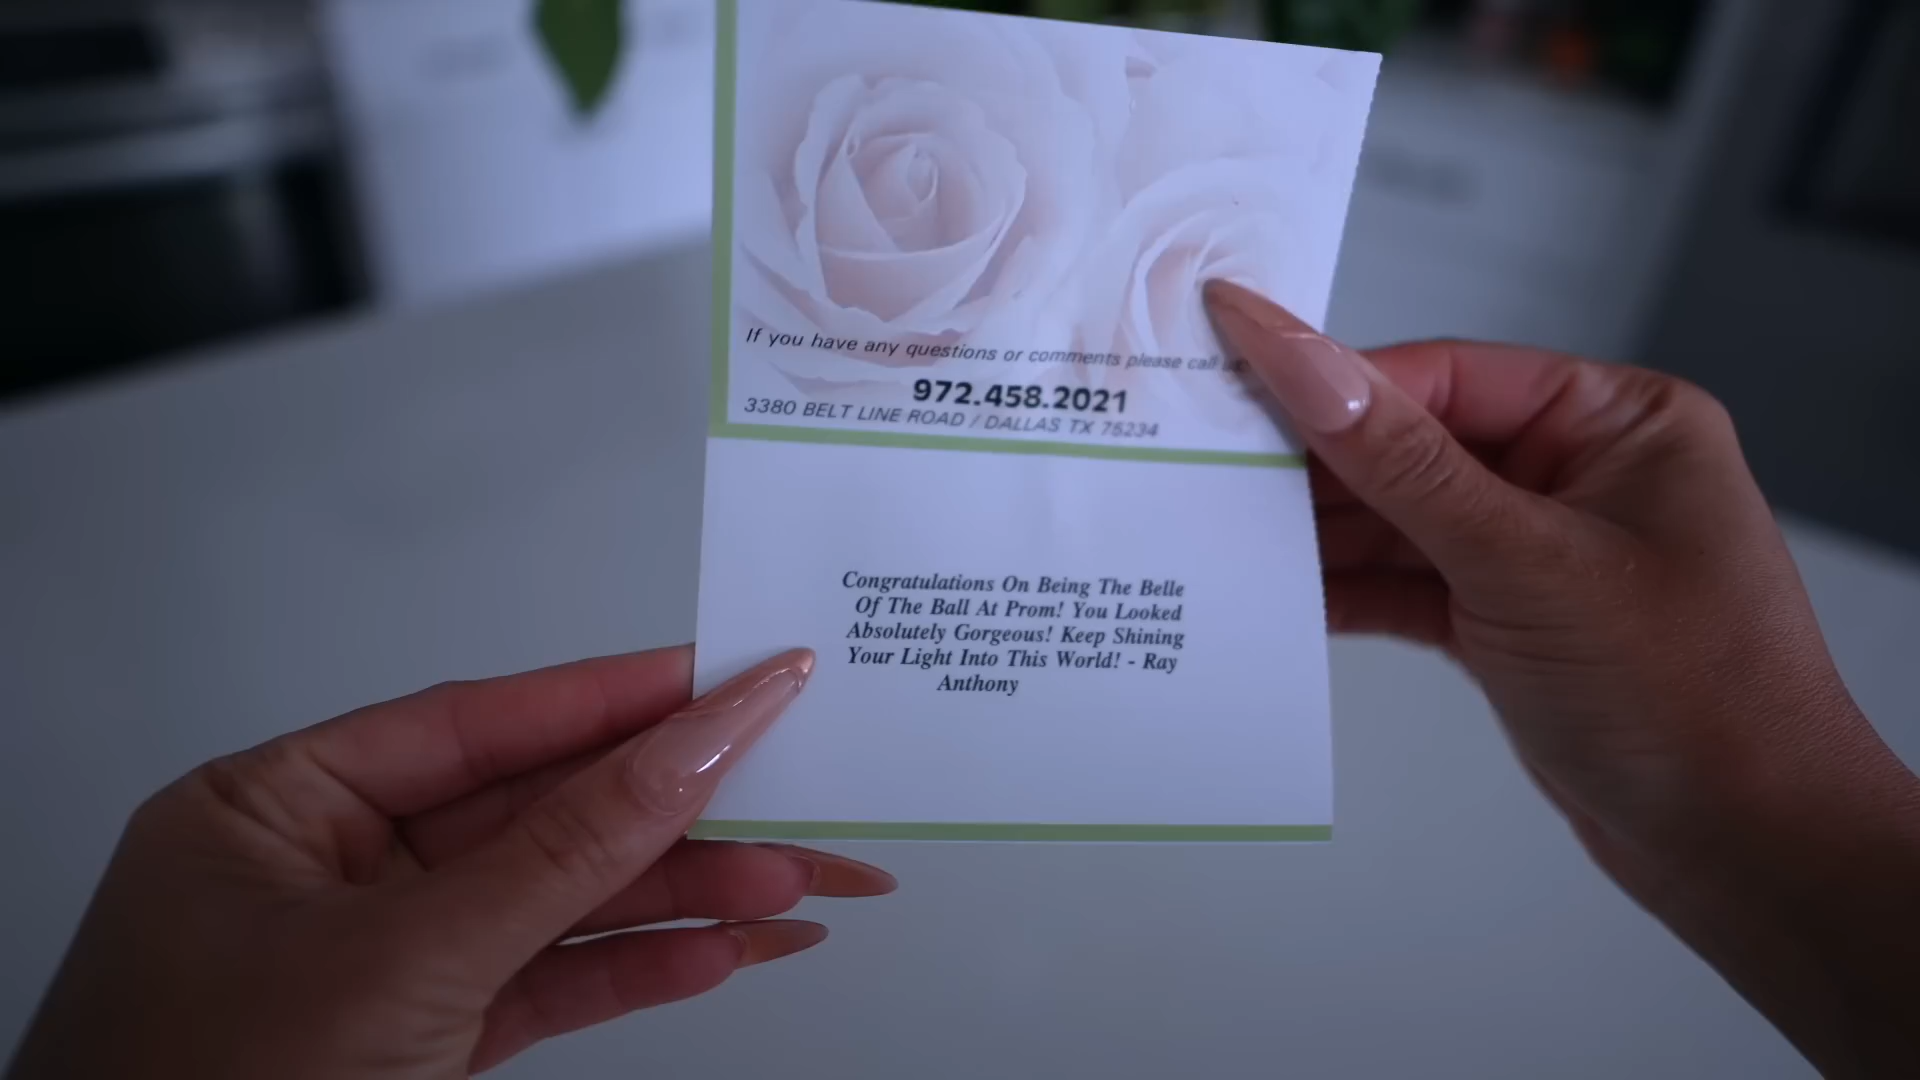 If you have any questions or comments please call us:
972.458.2021
3380 BELT LINE ROAD / DALLAS TX 75234
Congratulations On Being The Belle
Of The Ball At Prom! You Looked
Absolutely Gorgeous! Keep Shining
Your Light Into This World! - Ray
Anthony